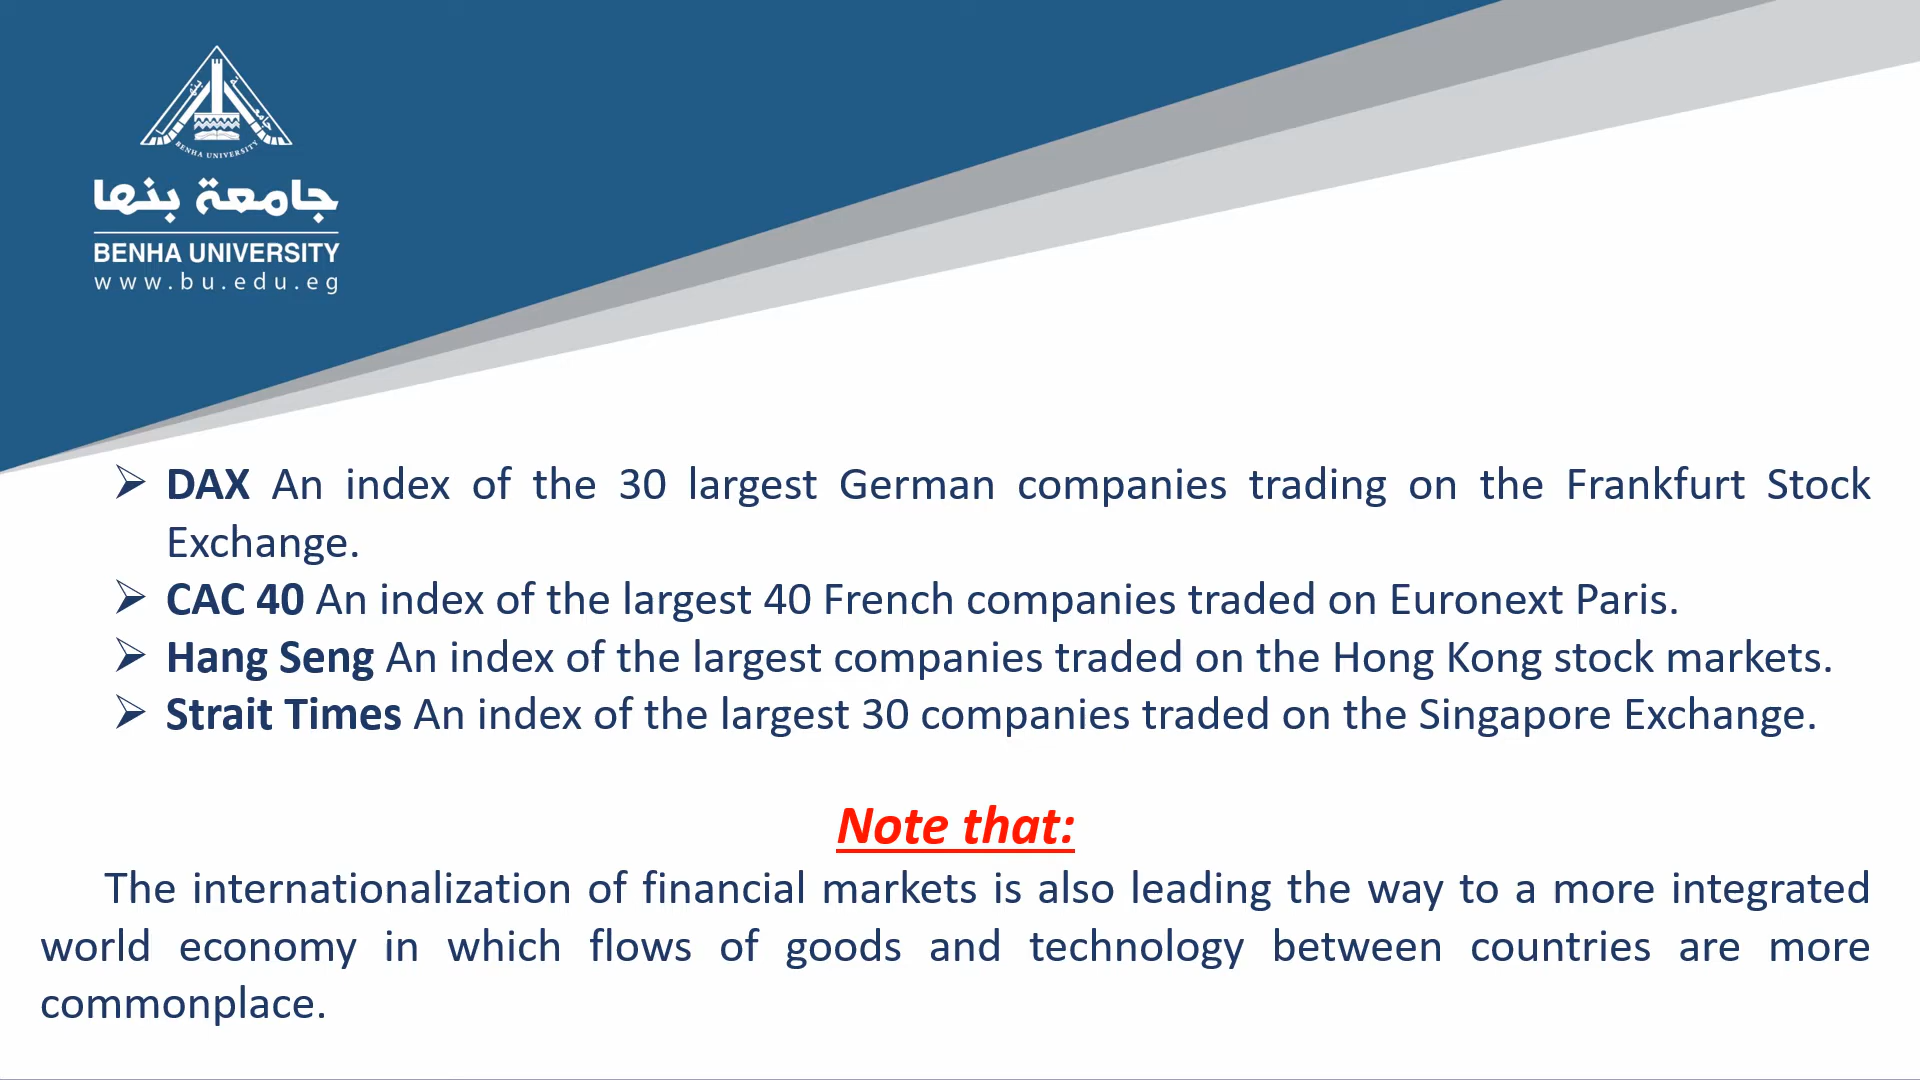 BENHA UNIVERSITY
جامعة بنها
BENHA UNIVERSITY
www.bu.edu.eg
➢ DAX An index of the 30 largest German companies trading on the Frankfurt Stock
Exchange.
➢ CAC 40 An index of the largest 40 French companies traded on Euronext Paris.
➢ Hang Seng An index of the largest companies traded on the Hong Kong stock markets.
➢ Strait Times An index of the largest 30 companies traded on the Singapore Exchange.
Note that:
The internationalization of financial markets is also leading the way to a more integrated
world economy in which flows of goods and technology between countries are more
commonplace.